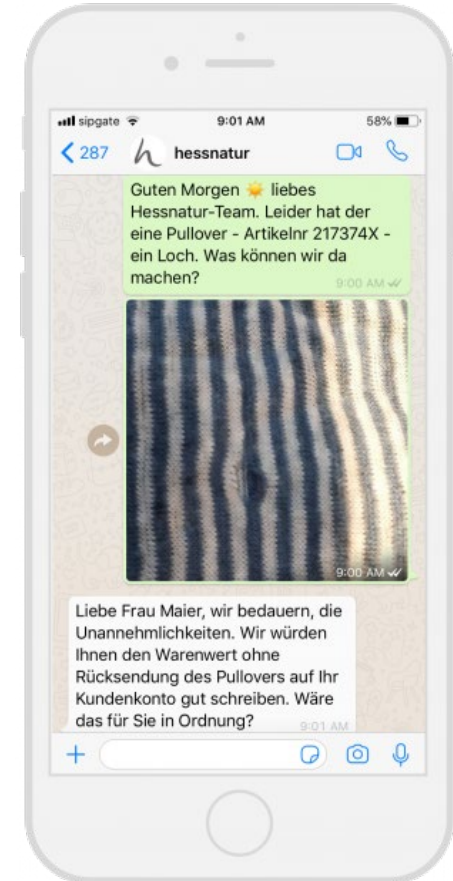 sipgate 9:01 AM 58%
287 h hessnatur
Guten Morgen ☀️ liebes
Hessnatur-Team. Leider hat der
eine Pullover - Artikelnr 217374X -
ein Loch. Was können wir da
machen?
9:00 AM
9:00 AM
Liebe Frau Maier, wir bedauern, die
Unannehmlichkeiten. Wir würden
Ihnen den Warenwert ohne
Rücksendung des Pullovers auf Ihr
Kundenkonto gut schreiben. Wäre
das für Sie in Ordnung?
9:01 AM